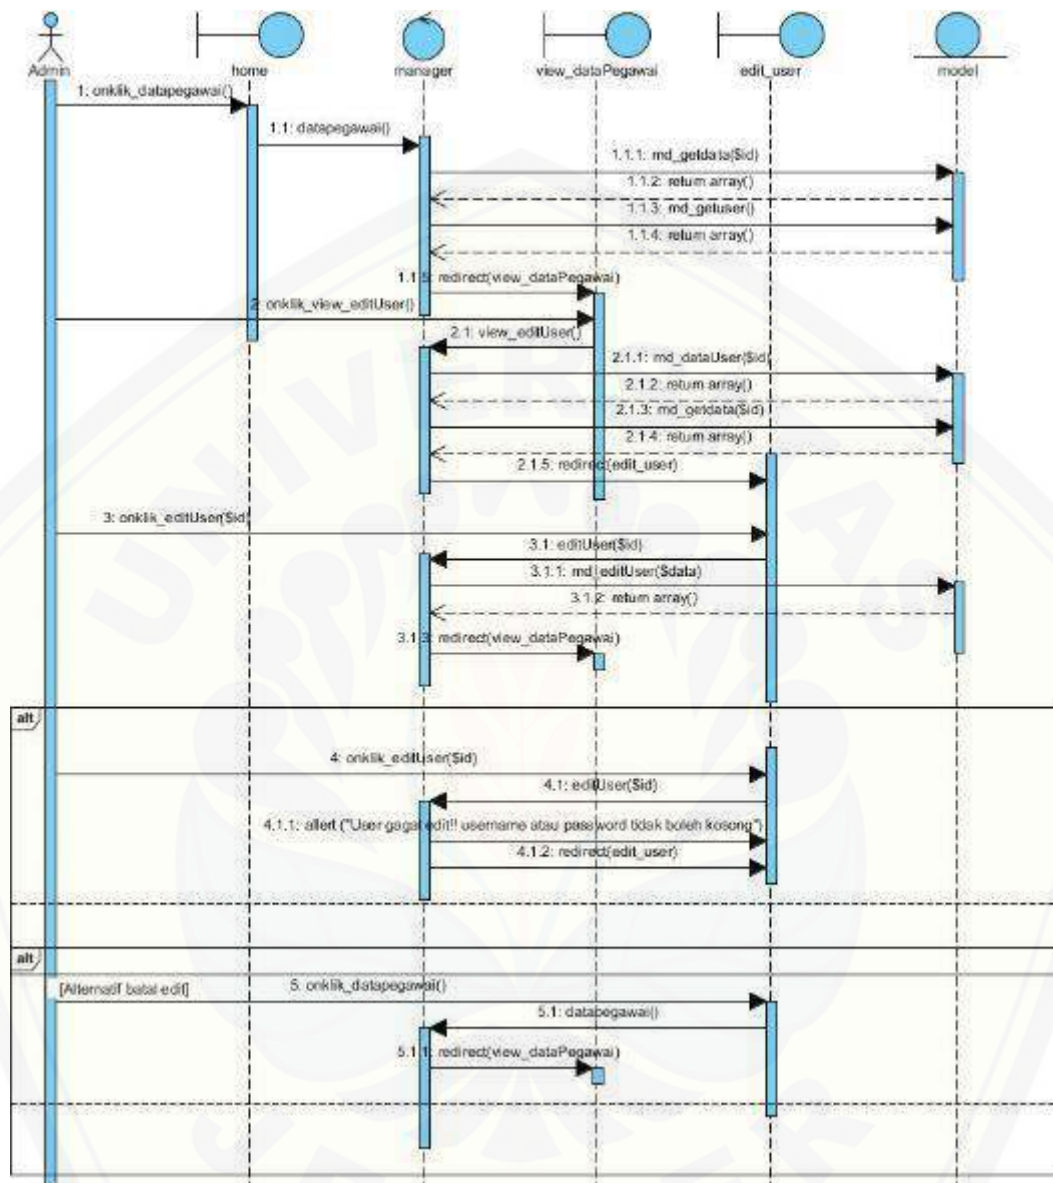 Admin
home
manager
view_dataPegawai
edit_user
model
1: onklik_datapegawai()
1.1: datapegawai()
1.1.1: md_getdata($id)
1.1.2: return array()
1.1.3: md_getuser()
1.1.4: return array()
1.1.5: redirect(view_dataPegawai)
2: onklik_view_editUser()
2.1: view_editUser()
2.1.1: md_dataUser($id)
2.1.2: return array()
2.1.3: md_getdata($id)
2.1.4: return array()
2.1.5: redirect(edit_user)
3: onklik_editUser($id)
3.1: editUser($id)
3.1.1: md_editUser($data)
3.1.2: return array()
3.1.3: redirect(view_dataPegawai)
alt
4: onklik_editUser($id)
4.1: editUser($id)
4.1.1: allert ("User gagal edit!! username atau password tidak boleh kosong")
4.1.2: redirect(edit_user)
alt
[Alternatif batal edit]
5: onklik_datapegawai()
5.1: datapegawai()
5.1.1: redirect(view_dataPegawai)
UNIVERSITAS